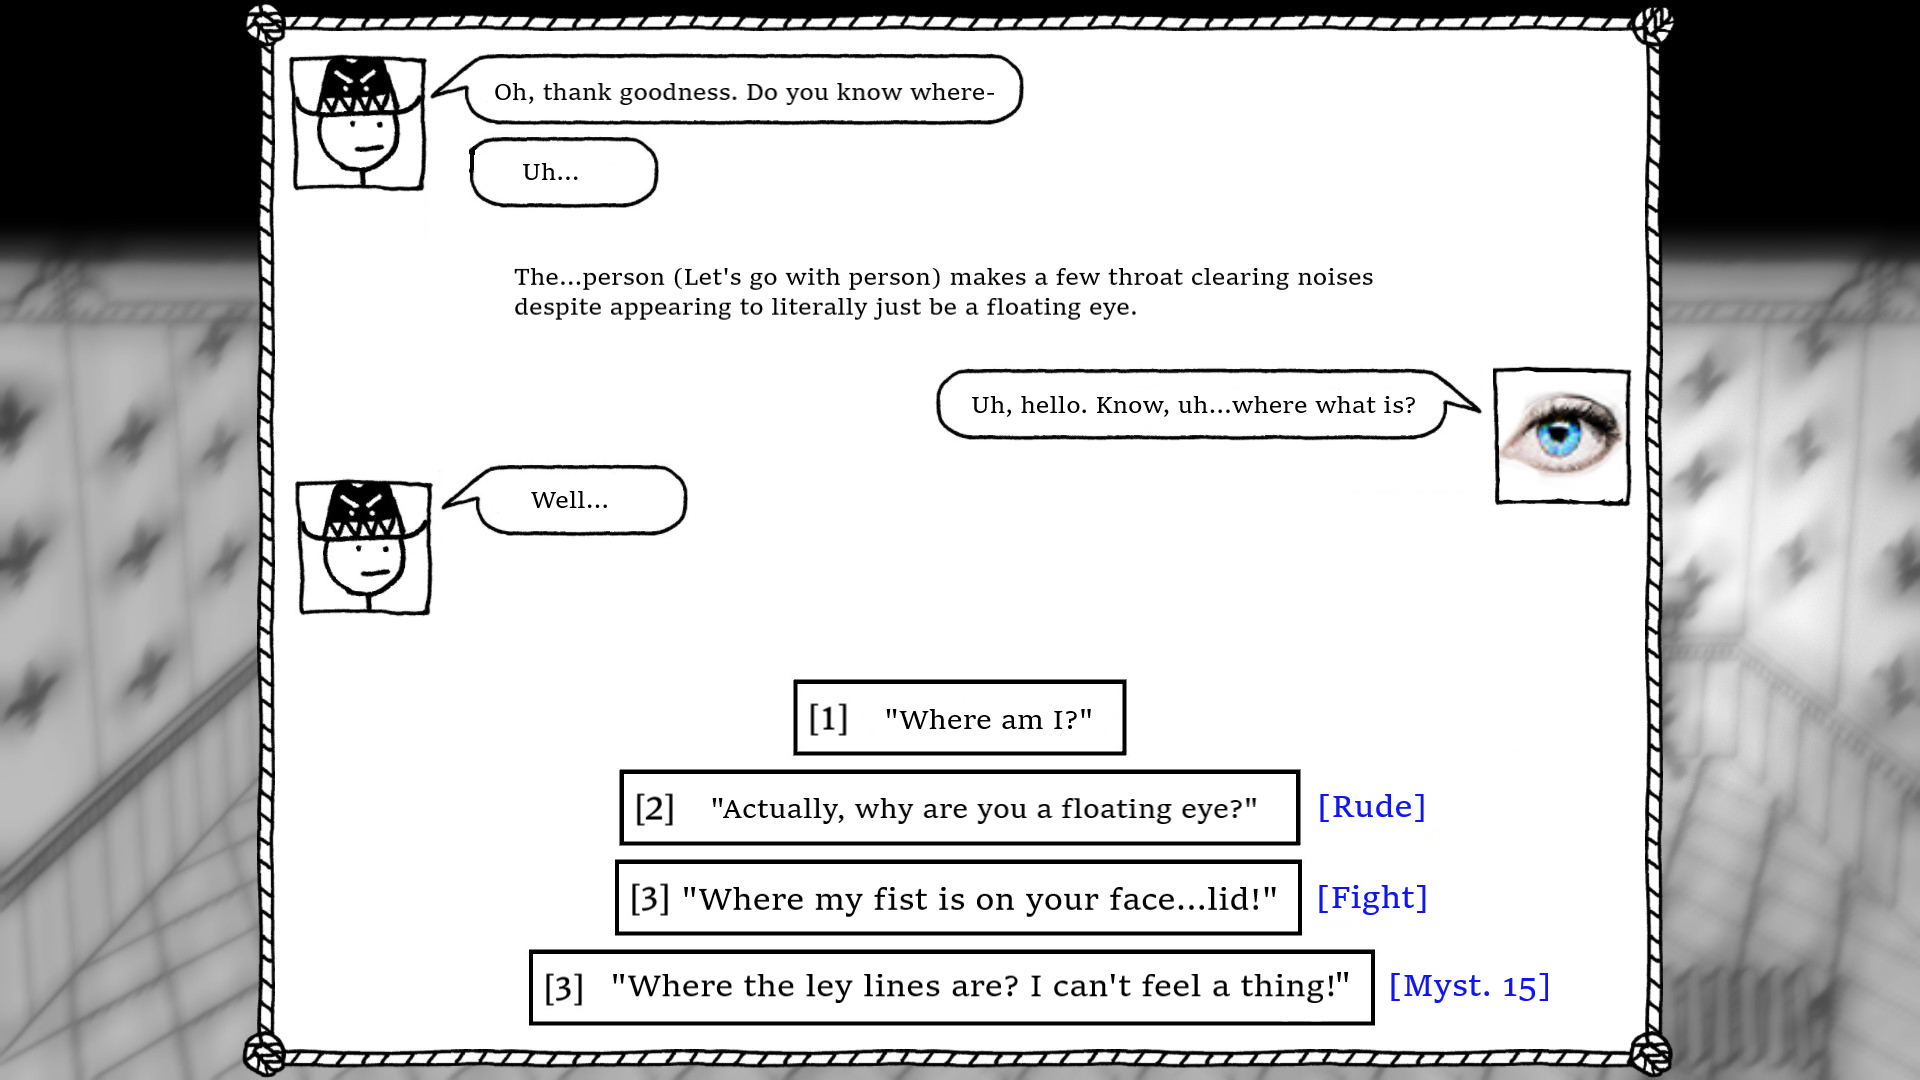 Oh, thank goodness. Do you know where-
Uh...
The...person (Let's go with person) makes a few throat clearing noises
despite appearing to literally just be a floating eye.
Uh, hello. Know, uh...where what is?
Well...
[1] "Where am I?"
[2] "Actually, why are you a floating eye?" [Rude]
[3] "Where my fist is on your face...lid!" [Fight]
[3] "Where the ley lines are? I can't feel a thing!" [Myst. 15]